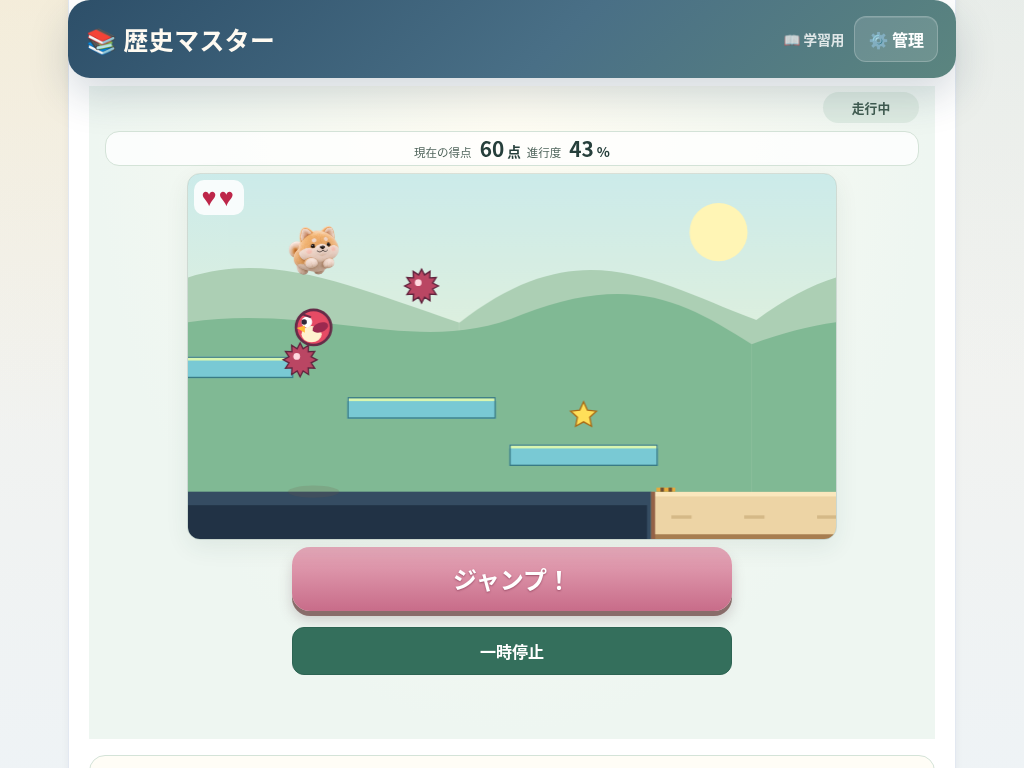 📚 歴史マスター
📖 学習用
⚙️ 管理
走行中
現在の得点 60 点 進行度 43 %
♥♥
ジャンプ！
一時停止